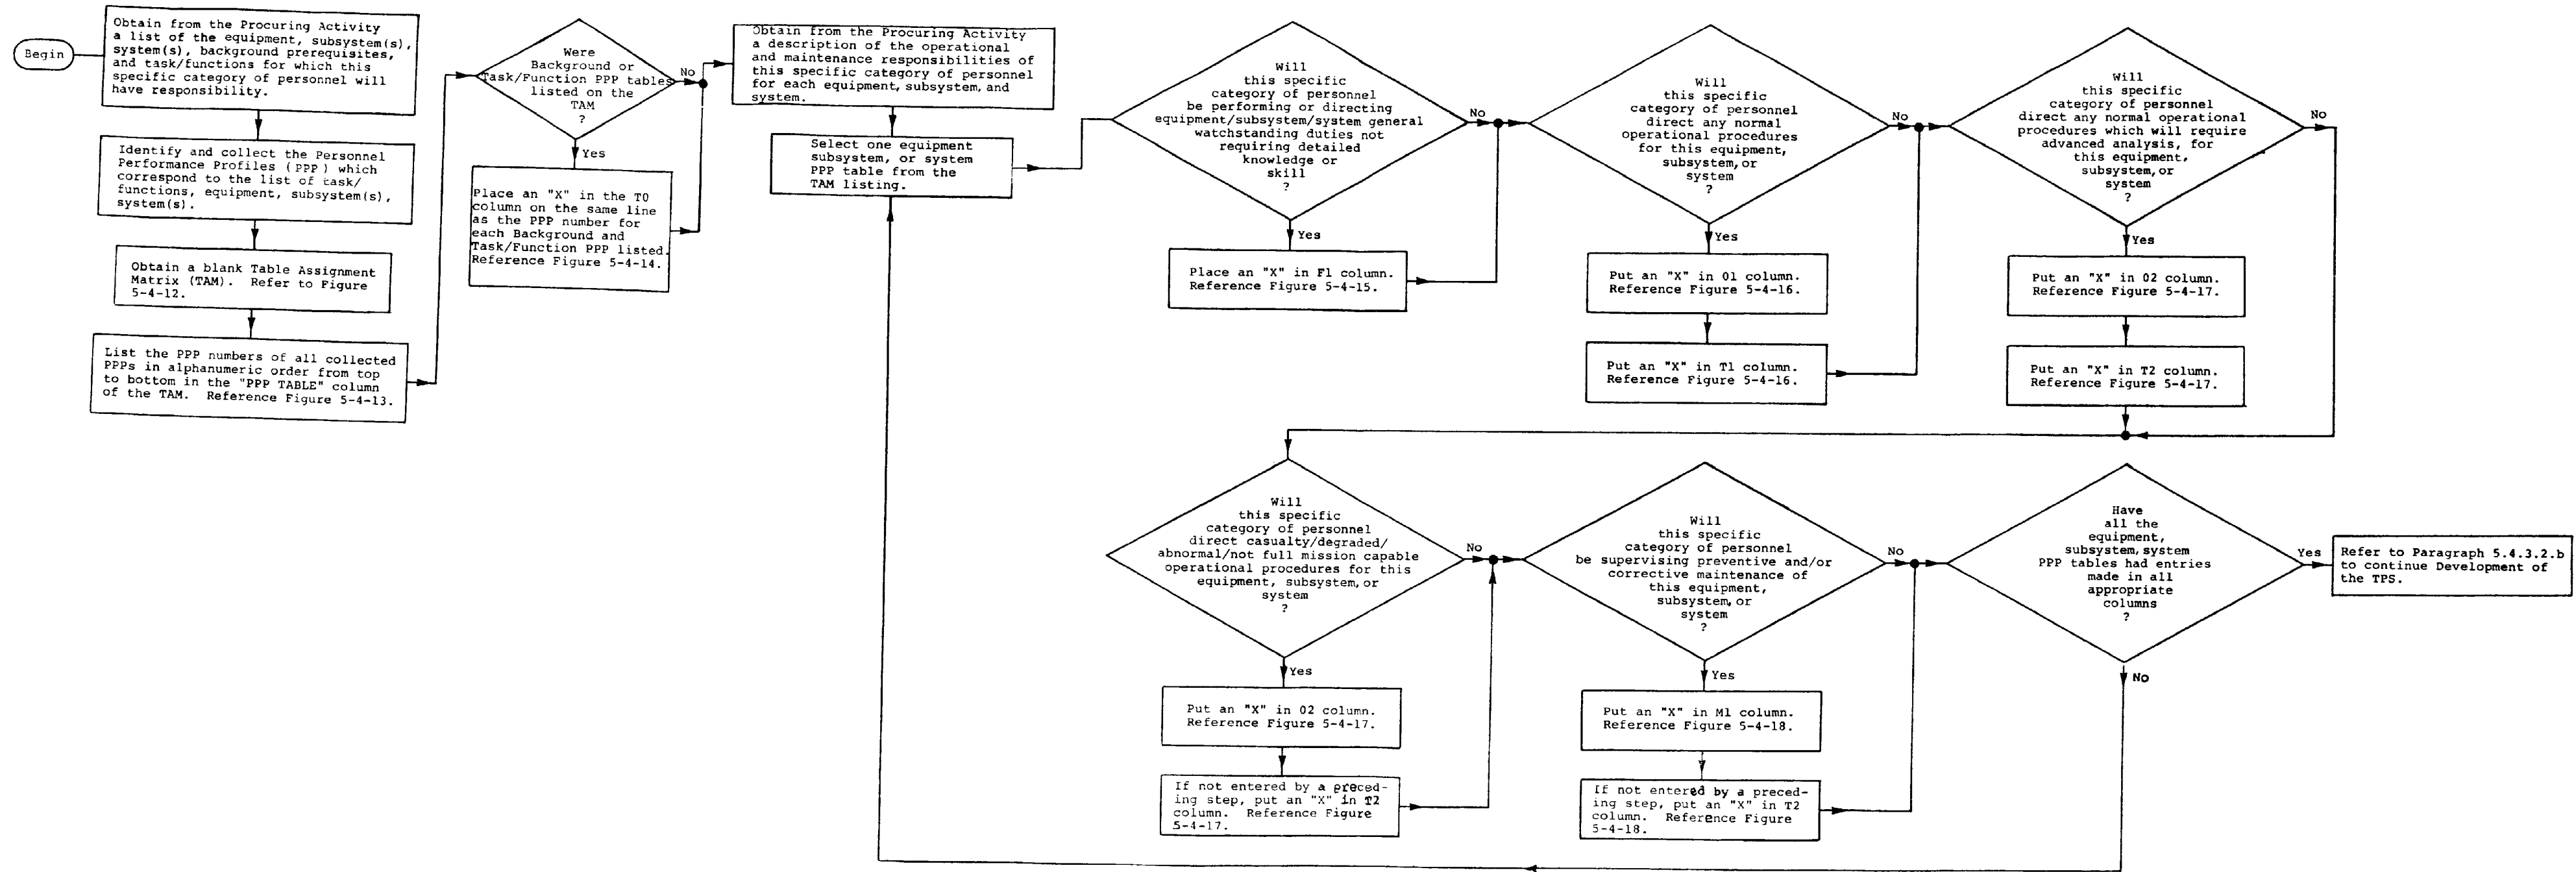 Begin
Obtain from the Procuring Activity
a list of the equipment, subsystem(s),
system(s), background prerequisites,
and task/functions for which this
specific category of personnel will
have responsibility.
Identify and collect the Personnel
Performance Profiles (PPP) which
correspond to the list of task/
functions, equipment, subsystem(s),
system(s).
Obtain a blank Table Assignment
Matrix (TAM). Refer to Figure
5-4-12.
List the PPP numbers of all collected
PPPs in alphanumeric order from top
to bottom in the "PPP TABLE" column
of the TAM. Reference Figure 5-4-13.
Were
Background or
Task/Function PPP tables
listed on the
TAM
?
No
Yes
Place an "X" in the T0
column on the same line
as the PPP number for
each Background and
Task/Function PPP listed.
Reference Figure 5-4-14.
Obtain from the Procuring Activity
a description of the operational
and maintenance responsibilities of
this specific category of personnel
for each equipment, subsystem, and
system.
Select one equipment
subsystem, or system
PPP table from the
TAM listing.
Will
this specific
category of personnel
be performing or directing
equipment/subsystem/system general
watchstanding duties not
requiring detailed
knowledge or
skill
?
No
Yes
Place an "X" in F1 column.
Reference Figure 5-4-15.
Will
this specific
category of personnel
direct any normal
operational procedures
for this equipment,
subsystem, or
system
?
No
Yes
Put an "X" in 01 column.
Reference Figure 5-4-16.
Put an "X" in T1 column.
Reference Figure 5-4-16.
Will
this specific
category of personnel
direct any normal operational
procedures which will require
advanced analysis, for
this equipment,
subsystem, or
system
?
No
Yes
Put an "X" in 02 column.
Reference Figure 5-4-17.
Put an "X" in T2 column.
Reference Figure 5-4-17.
Will
this specific
category of personnel
direct casualty/degraded/
abnormal/not full mission capable
operational procedures for this
equipment, subsystem, or
system
?
No
Yes
Put an "X" in 02 column.
Reference Figure 5-4-17.
If not entered by a preced-
ing step, put an "X" in T2
column. Reference Figure
5-4-17.
Will
this specific
category of personnel
be supervising preventive and/or
corrective maintenance of
this equipment,
subsystem, or
system
?
No
Yes
Put an "X" in M1 column.
Reference Figure 5-4-18.
If not entered by a preced-
ing step, put an "X" in T2
column. Reference Figure
5-4-18.
Have
all the
equipment,
subsystem, system
PPP tables had entries
made in all
appropriate
columns
?
Yes
No
Refer to Paragraph 5.4.3.2.b
to continue Development of
the TPS.